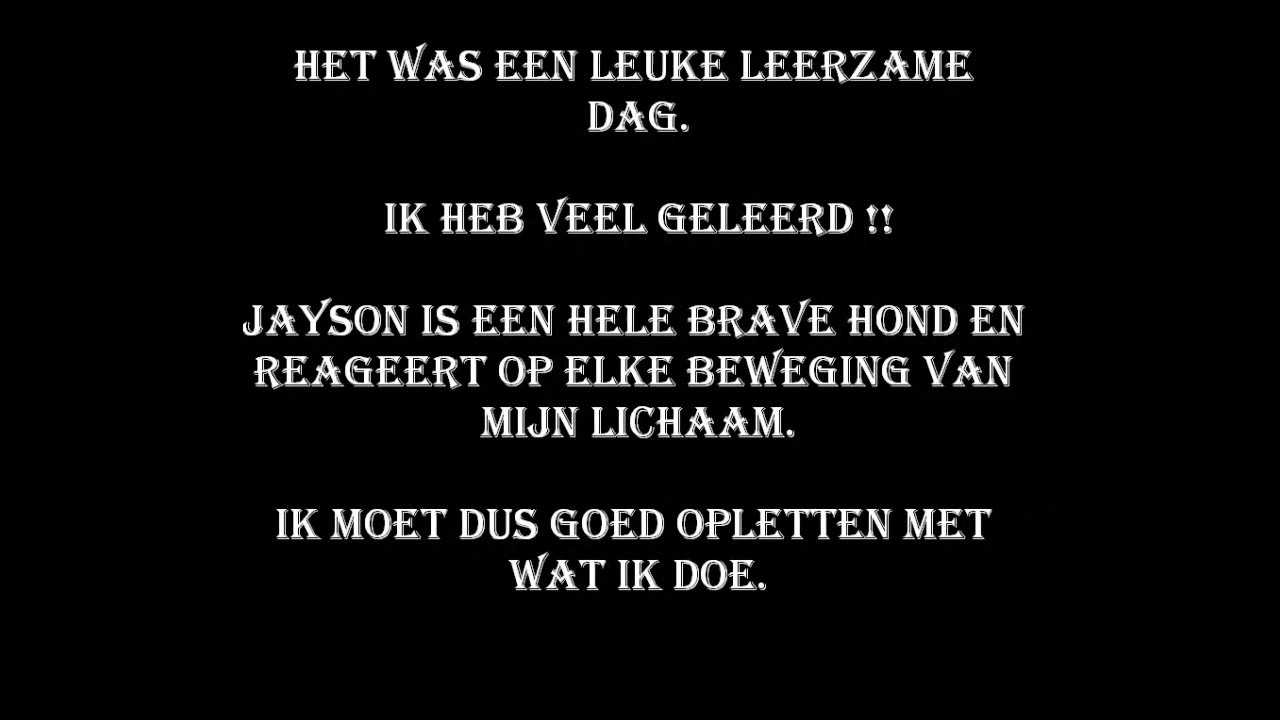 HET WAS EEN LEUKE LEERZAME
DAG.
IK HEB VEEL GELEERD !!
JAYSON IS EEN HELE BRAVE HOND EN
REAGEERT OP ELKE BEWEGING VAN
MIJN LICHAAM.
IK MOET DUS GOED OPLETTEN MET
WAT IK DOE.